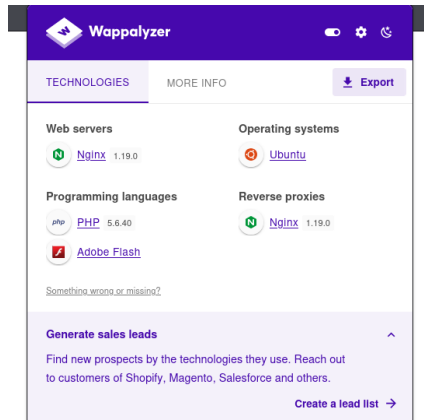 Wappalyzer
TECHNOLOGIES
MORE INFO
Export
Web servers
Nginx 1.19.0
Operating systems
Ubuntu
Programming languages
php PHP 5.6.40
Adobe Flash
Reverse proxies
Nginx 1.19.0
Something wrong or missing?
Generate sales leads
Find new prospects by the technologies they use. Reach out
to customers of Shopify, Magento, Salesforce and others.
Create a lead list